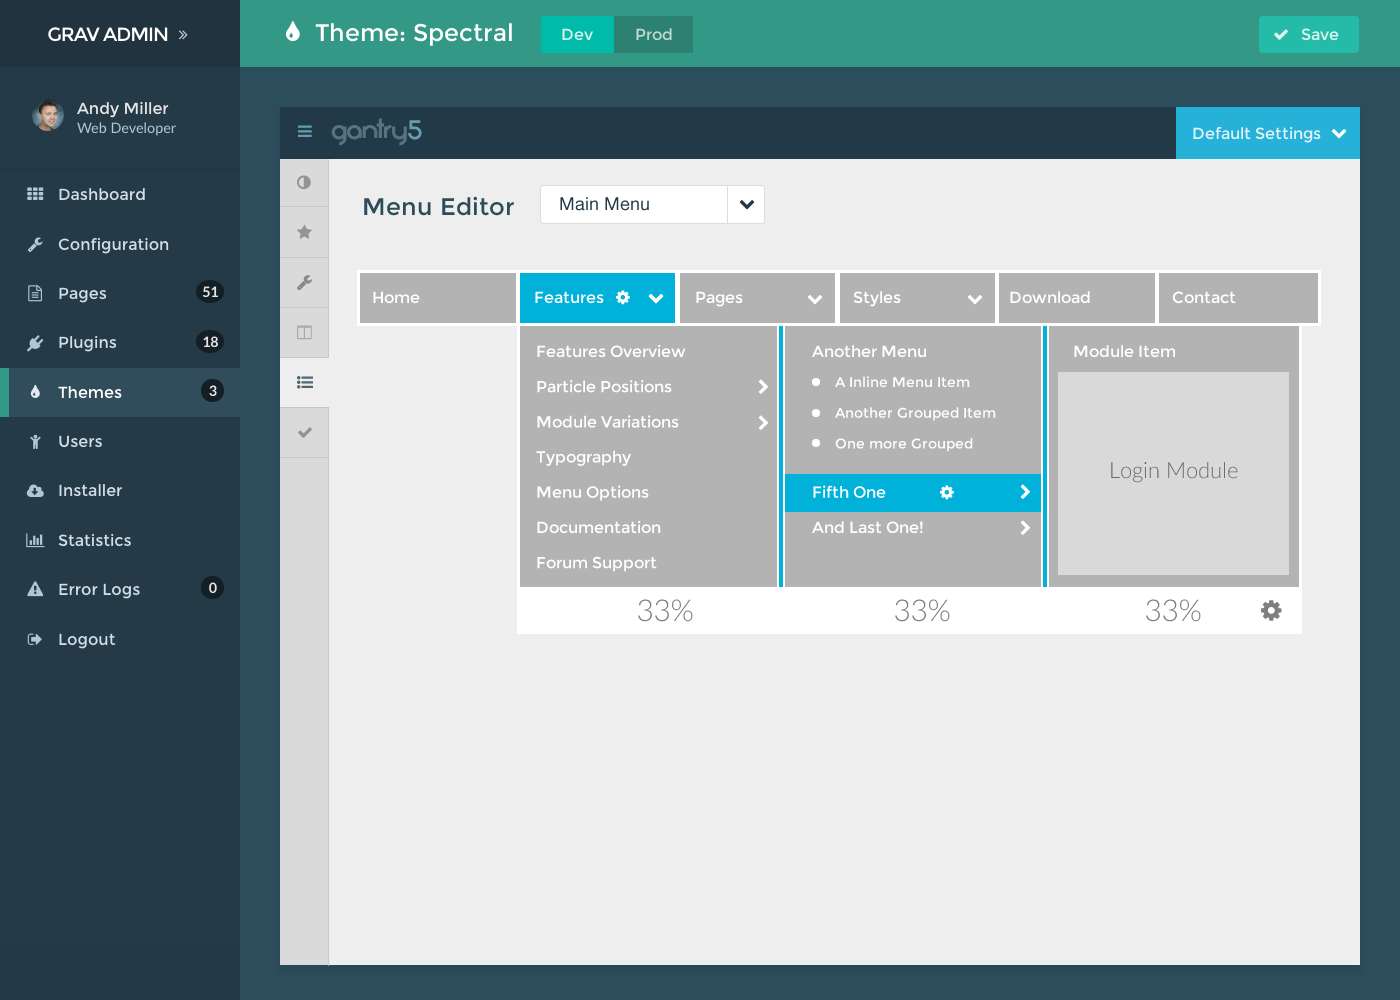 GRAV ADMIN »
Theme: Spectral
Dev
Prod
Save
Andy Miller
Web Developer
Dashboard
Configuration
Pages
51
Plugins
18
Themes
3
Users
Installer
Statistics
Error Logs
0
Logout
gantry5
Default Settings
Menu Editor
Main Menu
Home
Features
Pages
Styles
Download
Contact
Features Overview
Particle Positions
Module Variations
Typography
Menu Options
Documentation
Forum Support
Another Menu
A Inline Menu Item
Another Grouped Item
One more Grouped
Fifth One
And Last One!
Module Item
Login Module
33%
33%
33%